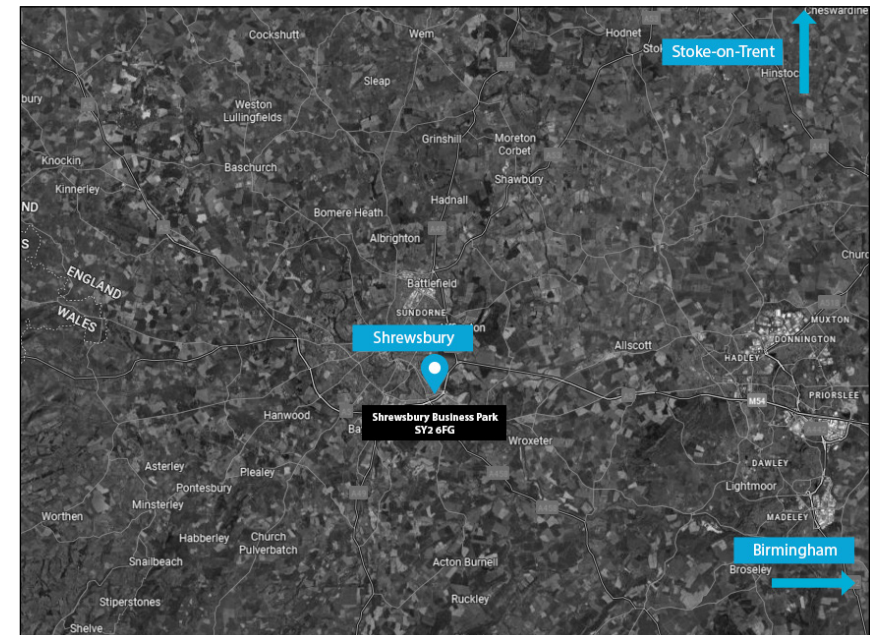 Cheswardine
Cockshutt
Wem
Hodnet
Stoke-on-Trent
Hinstoc
Sleap
Weston
Lullingfields
Grinshill
Moreton
Corbet
Knockin
Baschurch
Shawbury
Kinnerley
Hadnall
ND
Bomere Heath
Albrighton
S
Churc
ENGLAND
Battlefield
WALES
SUNDORNE
MUXTON
Shrewsbury
DONNINGTON
Allscott
HADLEY
PRIORSLEE
M54
Hanwood
Shrewsbury Business Park
SY2 6FG
Wroxeter
Asterley
Plealey
DAWLEY
Pontesbury
Lightmoor
Minsterley
Worthen
MADELEY
Habberley
Church
Pulverbatch
Birmingham
Snailbeach
Acton Burnell
Broseley
Stiperstones
Ruckley
Shelve